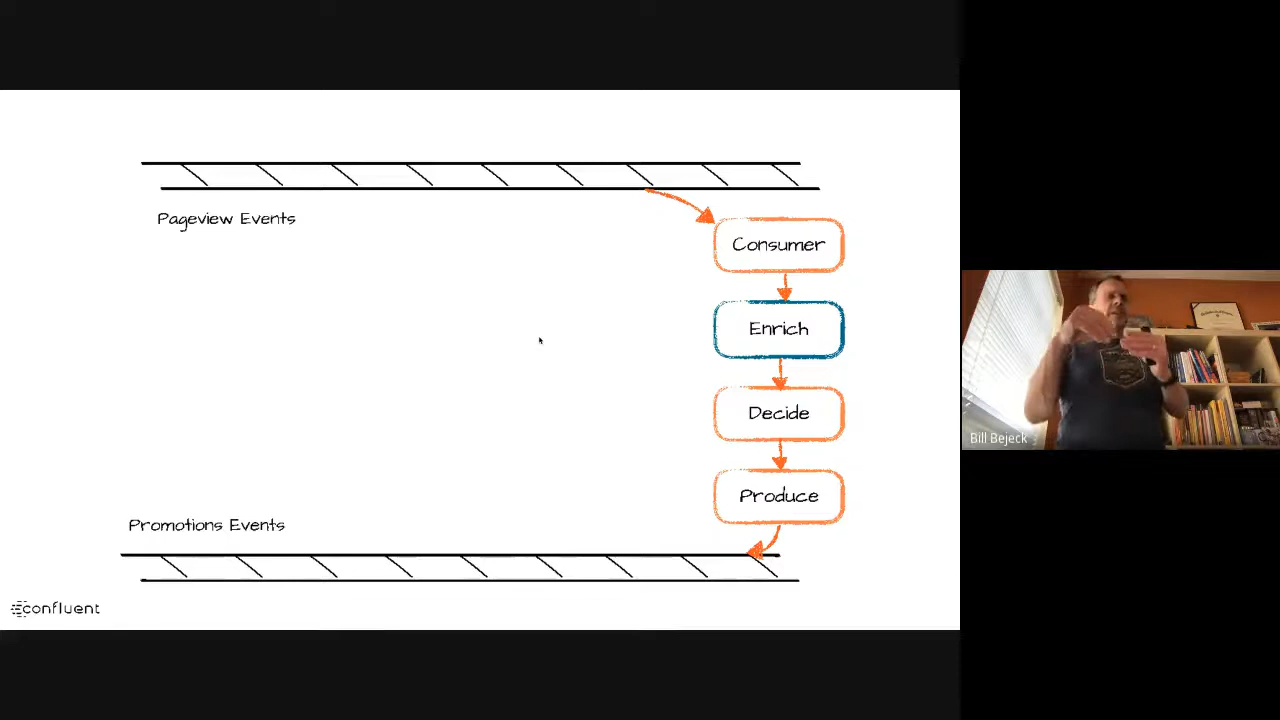 Pageview Events
Consumer
Enrich
Decide
Produce
Promotions Events
confluent
Bill Bejeck